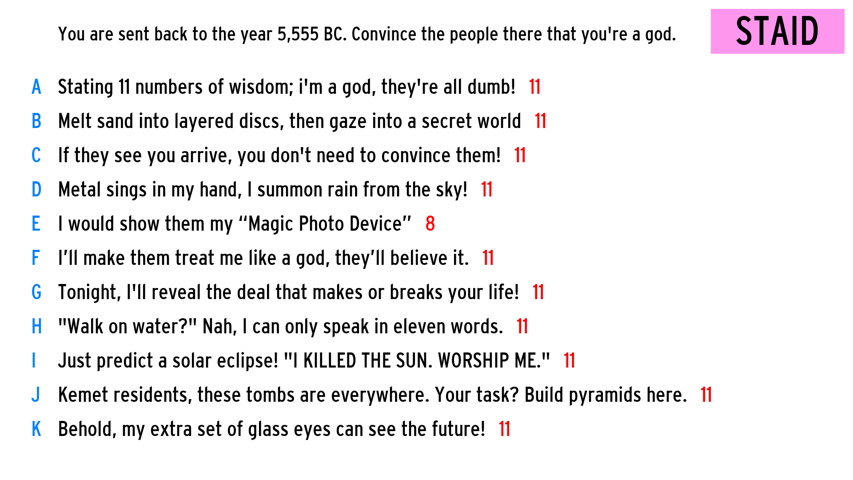 You are sent back to the year 5,555 BC. Convince the people there that you're a god.
STAID
A Stating 11 numbers of wisdom; i'm a god, they're all dumb! 11
B Melt sand into layered discs, then gaze into a secret world 11
C If they see you arrive, you don't need to convince them! 11
D Metal sings in my hand, I summon rain from the sky! 11
E I would show them my “Magic Photo Device” 8
F I’ll make them treat me like a god, they’ll believe it. 11
G Tonight, I'll reveal the deal that makes or breaks your life! 11
H "Walk on water?" Nah, I can only speak in eleven words. 11
I Just predict a solar eclipse! "I KILLED THE SUN. WORSHIP ME." 11
J Kemet residents, these tombs are everywhere. Your task? Build pyramids here. 11
K Behold, my extra set of glass eyes can see the future! 11